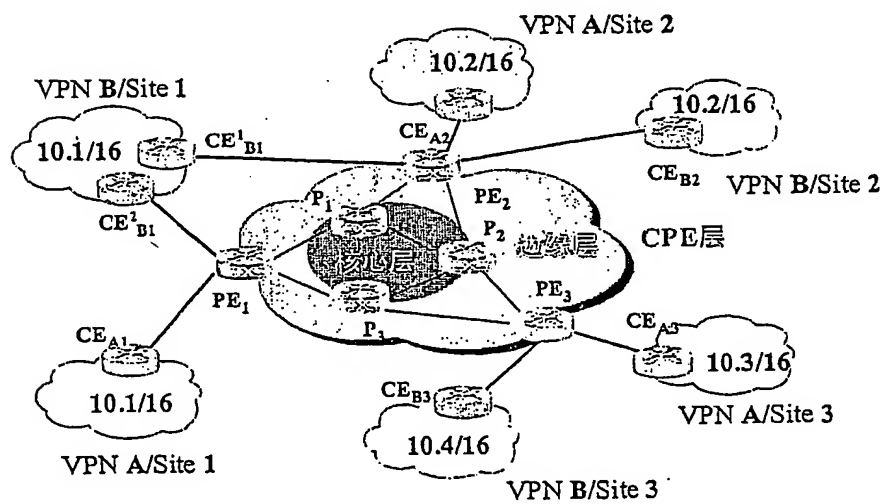 VPN A/Site 2
10.2/16
VPN B/Site 1
10.2/16
CE¹B1
CEA2
10.1/16
CEB2
VPN B/Site 2
CE²B1
P₁
PE₂
P₂
边缘层
CPE层
核心层
PE₁
PE₃
P₃
CEA1
CEA3
10.3/16
10.1/16
CEB3
VPN A/Site 3
10.4/16
VPN A/Site 1
VPN B/Site 3